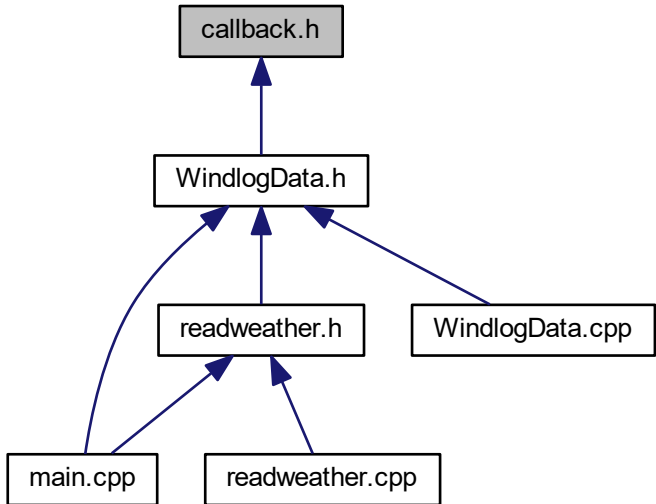 callback.h
WindlogData.h
readweather.h
WindlogData.cpp
main.cpp
readweather.cpp